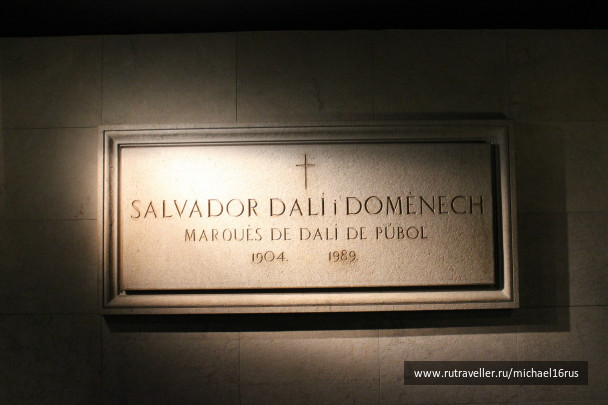 SALVADOR DALÍ i DOMÈNECH
MARQUÈS DE DALÍ DE PÚBOL
1904. 1989.
www.rutraveller.ru/michael16rus